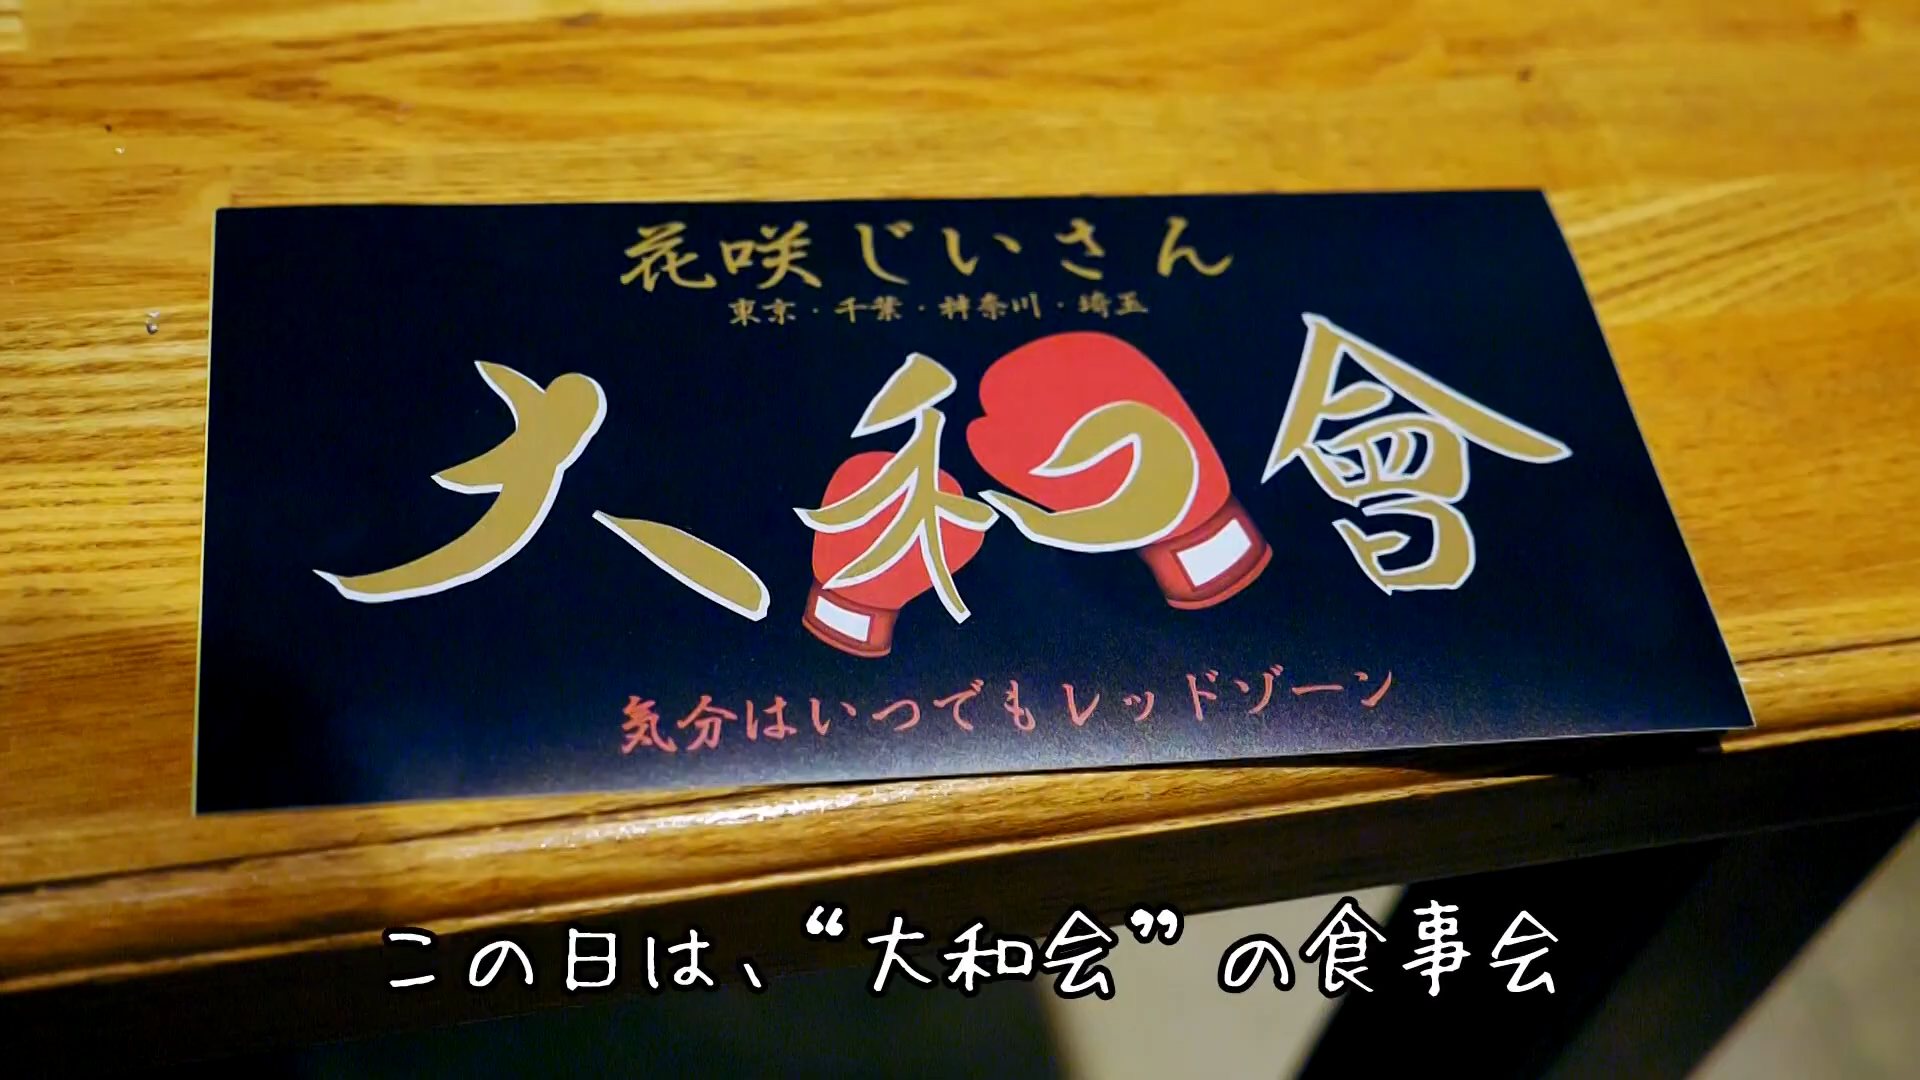 花咲じいさん
東京・千葉・神奈川・埼玉
大和會
気分はいつでもレッドゾーン
この日は、“大和会”の食事会